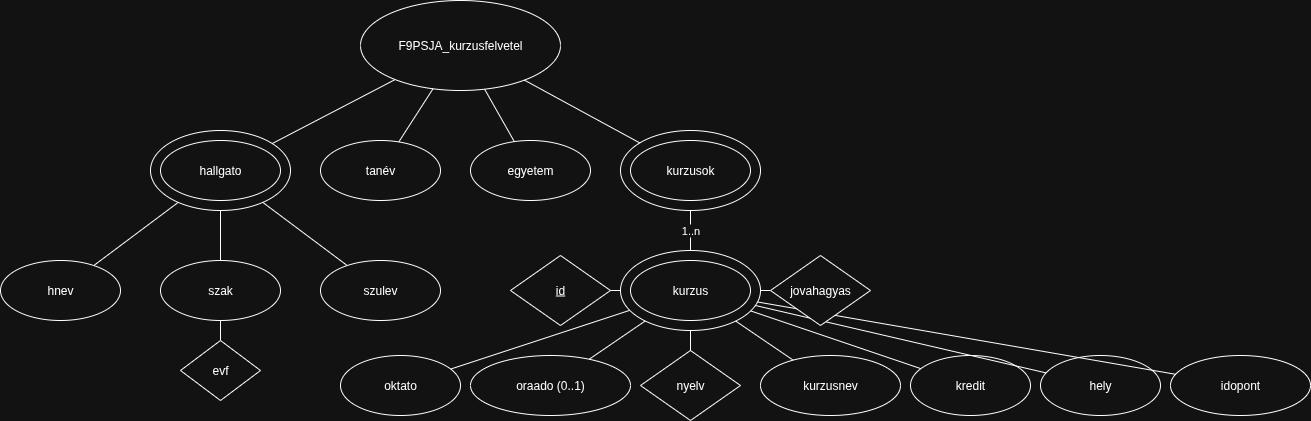 F9PSJA_kurzusfelvetel
hallgato
tanév
egyetem
kurzusok
1..n
hnev
szak
szulev
id
kurzus
jovahagyas
evf
oktato
oraado (0..1)
nyelv
kurzusnev
kredit
hely
idopont